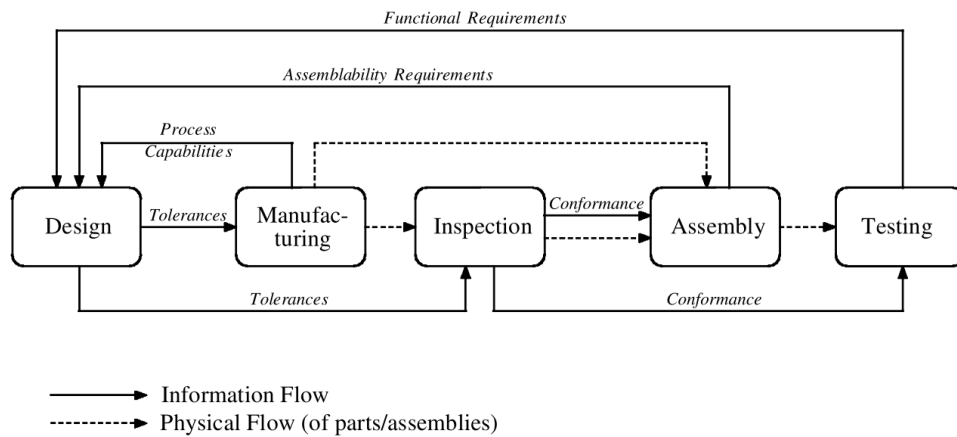 Functional Requirements
Assemblability Requirements
Process
Capabilities
Design
Tolerances
Manufac-
turing
Inspection
Conformance
Assembly
Testing
Tolerances
Conformance
Information Flow
Physical Flow (of parts/assemblies)